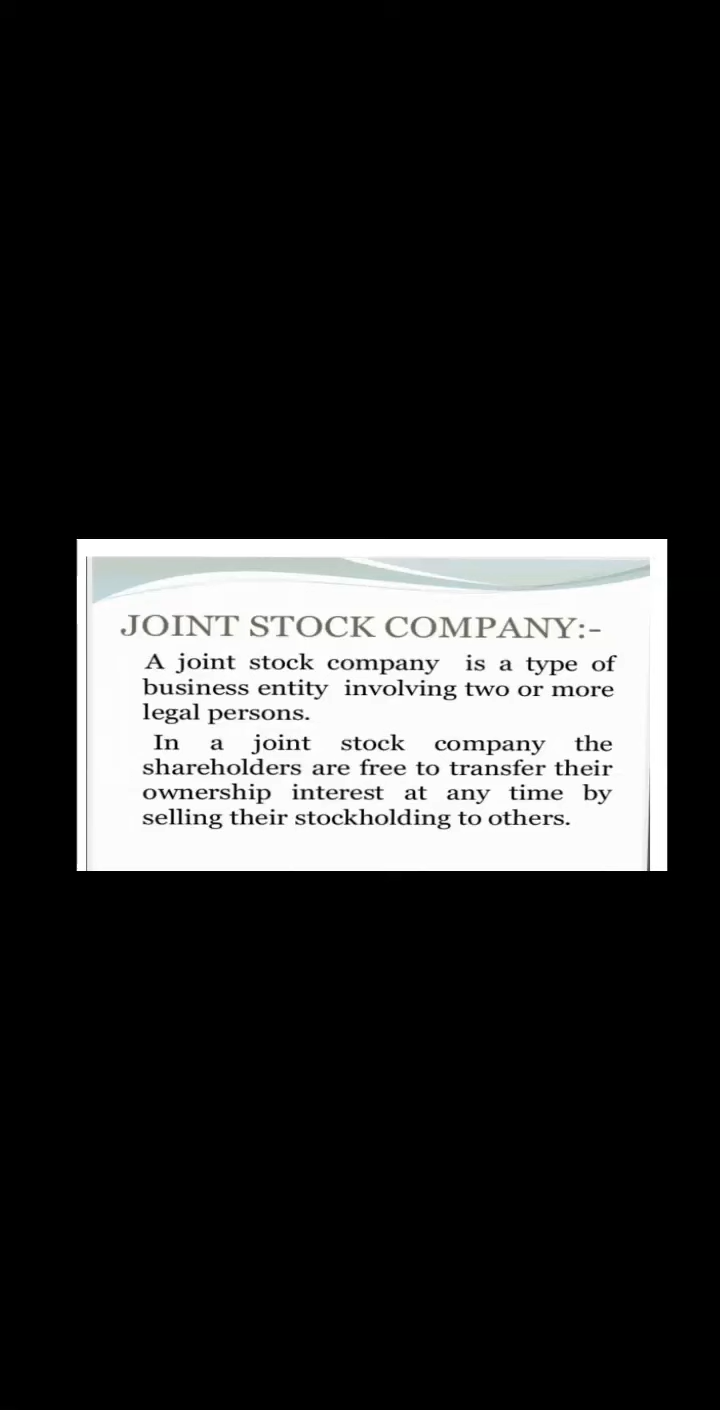 JOINT STOCK COMPANY:-
A joint stock company is a type of
business entity involving two or more
legal persons.
In a joint stock company the
shareholders are free to transfer their
ownership interest at any time by
selling their stockholding to others.